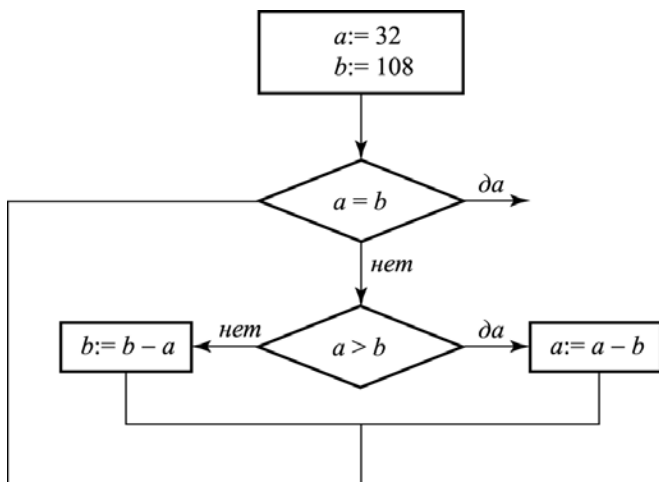 a:= 32
b:= 108
a = b
да
нет
b:= b – a
нет
a > b
да
a:= a – b